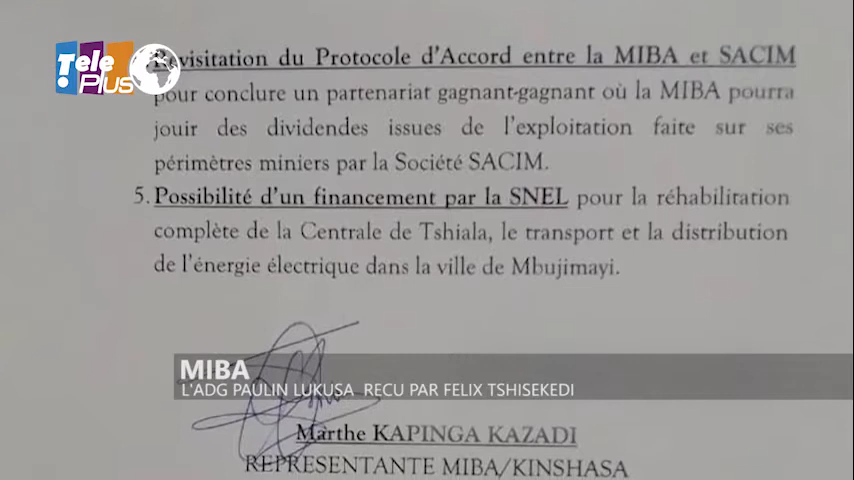 Tele Plus
Revisitation du Protocole d'Accord entre la MIBA et SACIM
pour conclure un partenariat gagnant-gagnant où la MIBA pourra
jouir des dividendes issues de l'exploitation faite sur ses
périmètres miniers par la Société SACIM.
5. Possibilité d'un financement par la SNEL pour la réhabilitation
complète de la Centrale de Tshiala, le transport et la distribution
de l'énergie électrique dans la ville de Mbujimayi.
MIBA
L'ADG PAULIN LUKUSA RECU PAR FELIX TSHISEKEDI
Marthe KAPINGA KAZADI
REPRESENTANTE MIBA/KINSHASA